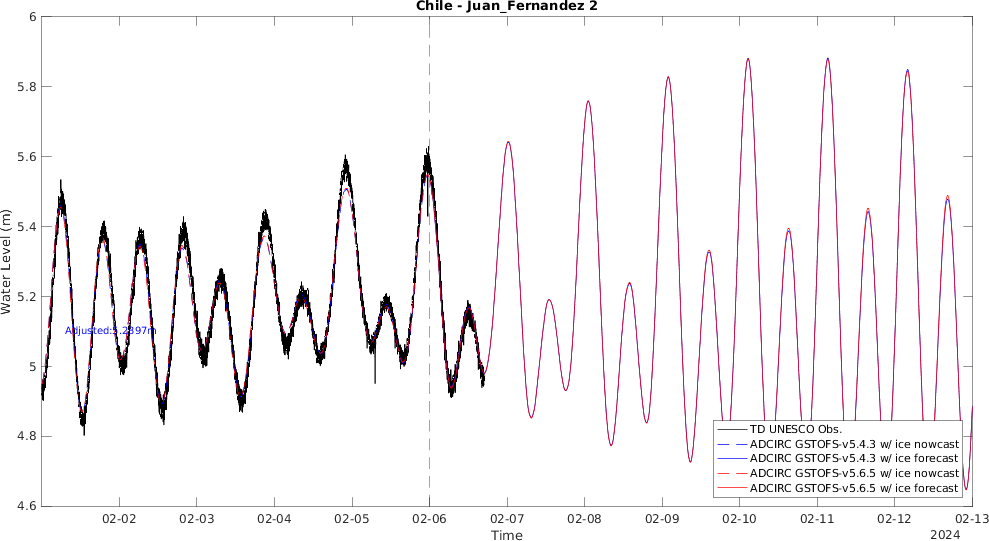 Chile - Juan_Fernandez 2
6
5.8
5.6
5.4
5.2
5
4.8
4.6
Water Level (m)
Adjusted:5.2397m
TD UNESCO Obs.
ADCIRC GSTOFS-v5.4.3 w/ ice nowcast
ADCIRC GSTOFS-v5.4.3 w/ ice forecast
ADCIRC GSTOFS-v5.6.5 w/ ice nowcast
ADCIRC GSTOFS-v5.6.5 w/ ice forecast
02-02 02-03 02-04 02-05 02-06 02-07 02-08 02-09 02-10 02-11 02-12 02-13
Time
2024